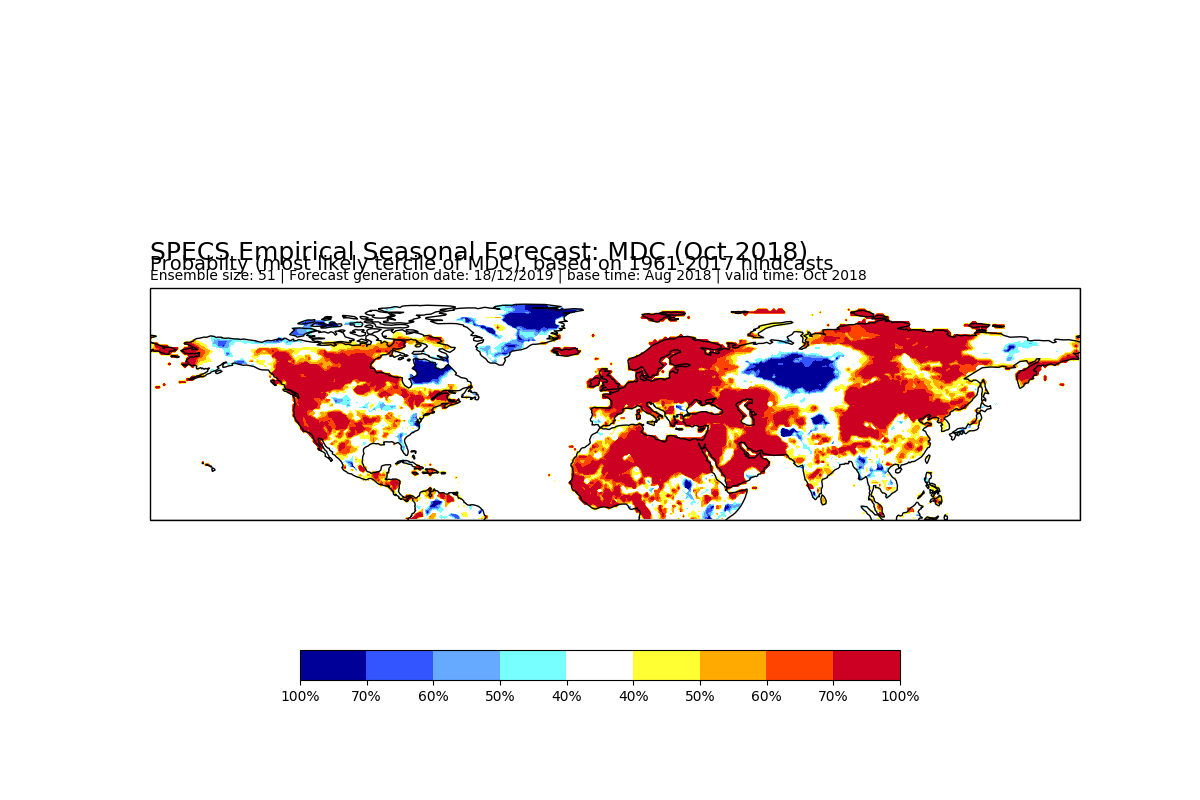 SPECS Empirical Seasonal Forecast: MDC (Oct 2018)
Probabilty (most likely tercile of MDC), based on 1961-2017 hindcasts
Ensemble size: 51 | Forecast generation date: 18/12/2019 | base time: Aug 2018 | valid time: Oct 2018
100% 70% 60% 50% 40% 40% 50% 60% 70% 100%